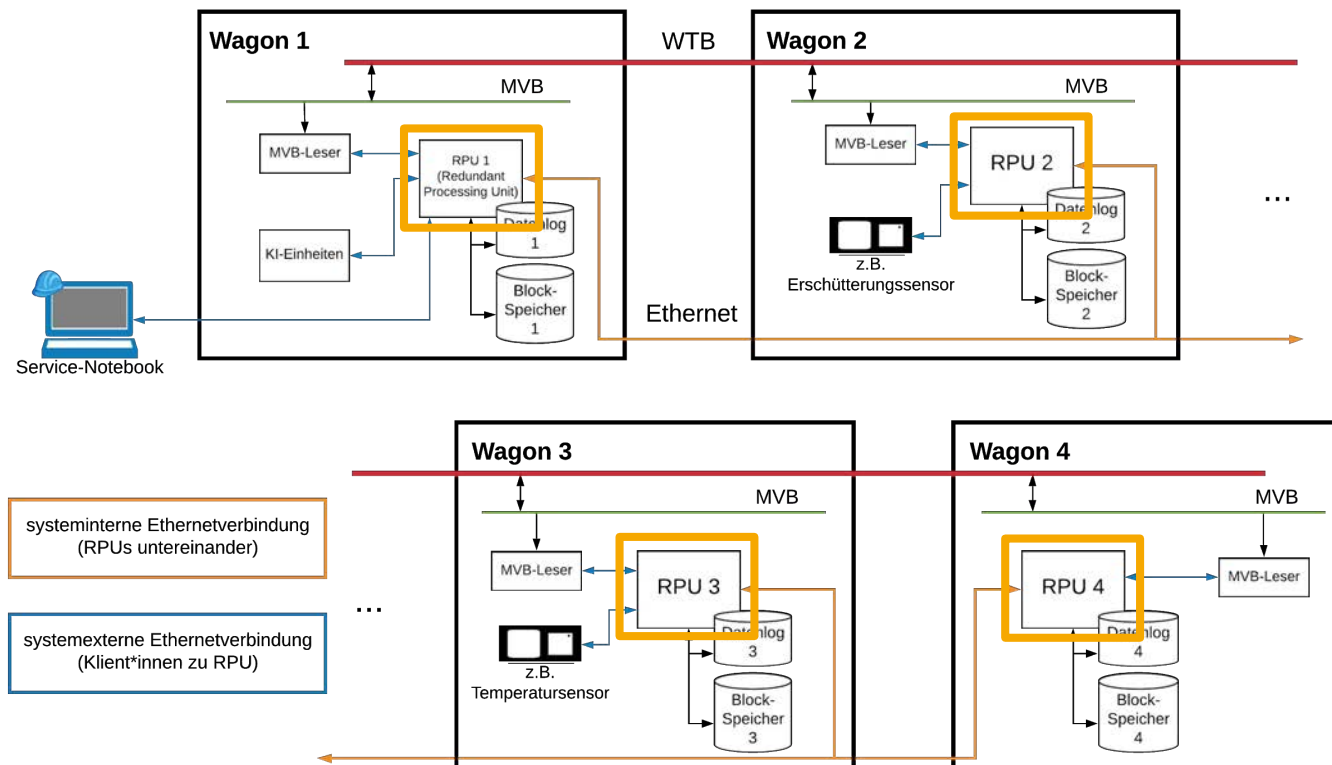 Wagon 1
WTB
Wagon 2
MVB
MVB
MVB-Leser
RPU 1
(Redundant
Processing Unit)
MVB-Leser
RPU 2
...
Datenlog
1
Datenlog
2
KI-Einheiten
z.B.
Erschütterungssensor
Block-
Speicher
1
Block-
Speicher
2
Ethernet
Service-Notebook
Wagon 3
Wagon 4
MVB
MVB
systeminterne Ethernetverbindung
(RPUs untereinander)
MVB-Leser
RPU 3
RPU 4
MVB-Leser
...
Datenlog
3
Datenlog
4
systemexterne Ethernetverbindung
(Klient*innen zu RPU)
z.B.
Temperatursensor
Block-
Speicher
3
Block-
Speicher
4